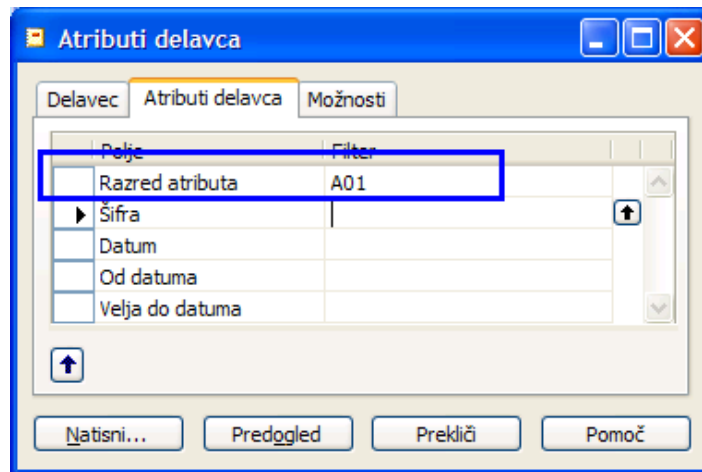 Atributi delavca
Delavec Atributi delavca Možnosti
Polje Filter
Razred atributa A01
Šifra
Datum
Od datuma
Velja do datuma
Natisni... Predogled Prekliči Pomoč